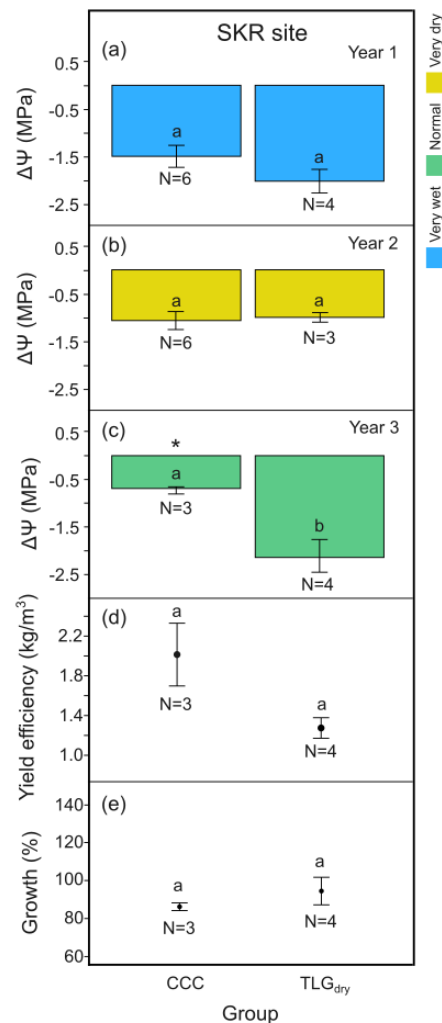 SKR site
(a)
Year 1
0.5
-0.5
-1.5
-2.5
ΔΨ (MPa)
a
N=6
a
N=4
(b)
Year 2
0.5
-0.5
-1.5
ΔΨ (MPa)
a
N=6
a
N=3
(c)
Year 3
0.5
-0.5
-1.5
-2.5
ΔΨ (MPa)
*
a
N=3
b
N=4
(d)
2.2
1.8
1.4
1.0
Yield efficiency (kg/m³)
a
N=3
a
N=4
(e)
140
120
100
80
60
Growth (%)
a
N=3
a
N=4
CCC
TLGdry
Group
Very dry
Normal
Very wet